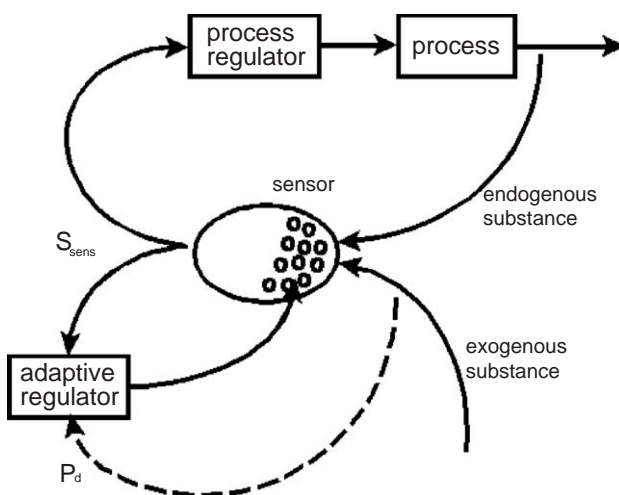 process
regulator
process
sensor
endogenous
substance
S_sens
exogenous
substance
adaptive
regulator
P_d